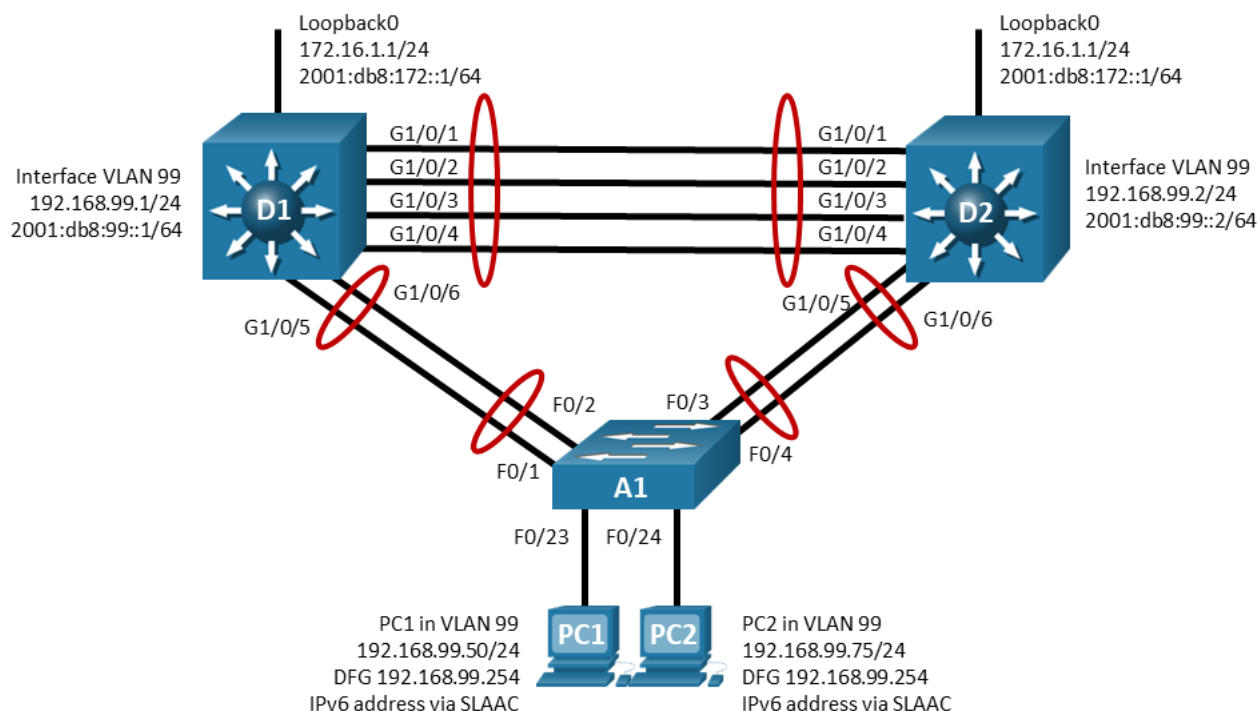 Loopback0
172.16.1.1/24
2001:db8:172::1/64
Loopback0
172.16.1.1/24
2001:db8:172::1/64
G1/0/1
G1/0/1
G1/0/2
G1/0/2
G1/0/3
G1/0/3
G1/0/4
G1/0/4
Interface VLAN 99
192.168.99.1/24
2001:db8:99::1/64
D1
D2
Interface VLAN 99
192.168.99.2/24
2001:db8:99::2/64
G1/0/6
G1/0/5
G1/0/5
G1/0/6
F0/2
F0/3
F0/1
F0/4
A1
F0/23
F0/24
PC1 in VLAN 99
192.168.99.50/24
DFG 192.168.99.254
IPv6 address via SLAAC
PC1
PC2
PC2 in VLAN 99
192.168.99.75/24
DFG 192.168.99.254
IPv6 address via SLAAC